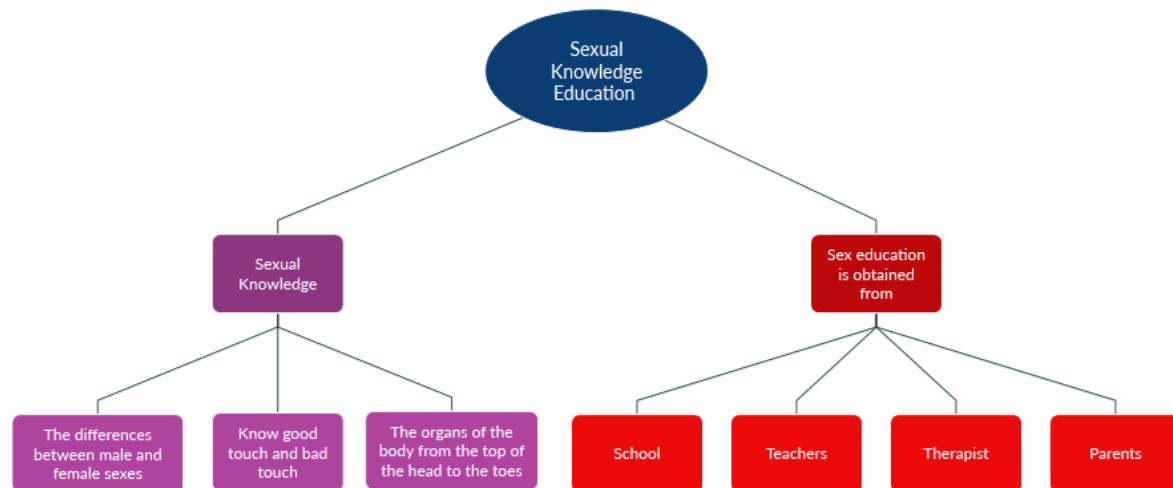 Sexual
Knowledge
Education
Sexual
Knowledge
Sex education
is obtained
from
The differences
between male and
female sexes
Know good
touch and bad
touch
The organs of the
body from the top of
the head to the toes
School
Teachers
Therapist
Parents